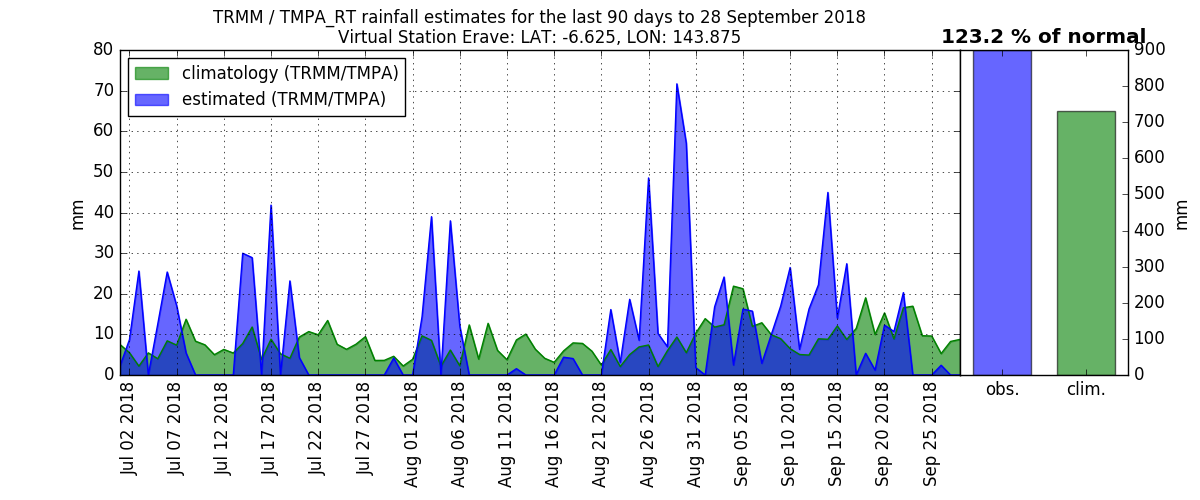 TRMM / TMPA_RT rainfall estimates for the last 90 days to 28 September 2018
Virtual Station Erave: LAT: -6.625, LON: 143.875
123.2 % of normal
climatology (TRMM/TMPA)
estimated (TRMM/TMPA)
mm
80
70
60
50
40
30
20
10
0
Jul 02 2018
Jul 07 2018
Jul 12 2018
Jul 17 2018
Jul 22 2018
Jul 27 2018
Aug 01 2018
Aug 06 2018
Aug 11 2018
Aug 16 2018
Aug 21 2018
Aug 26 2018
Aug 31 2018
Sep 05 2018
Sep 10 2018
Sep 15 2018
Sep 20 2018
Sep 25 2018
obs.
clim.
900
800
700
600
500
400
300
200
100
0
mm